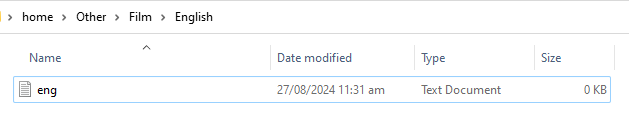 home > Other > Film > English
Name Date modified Type Size
eng 27/08/2024 11:31 am Text Document 0 KB